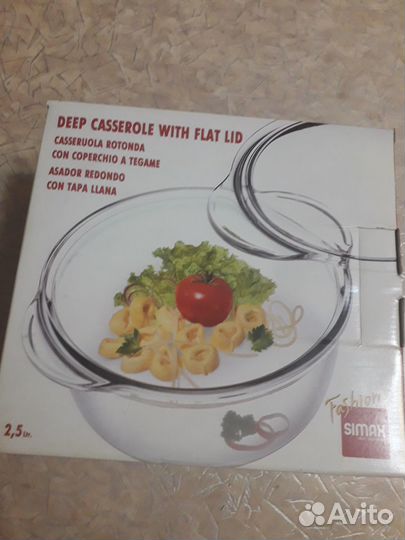 DEEP CASSEROLE WITH FLAT LID
CASSERUOLA ROTONDA
CON COPERCHIO A TEGAME
ASADOR REDONDO
CON TAPA LLANA
2,5 Ltr.
Fashion
SIMAX
Avito